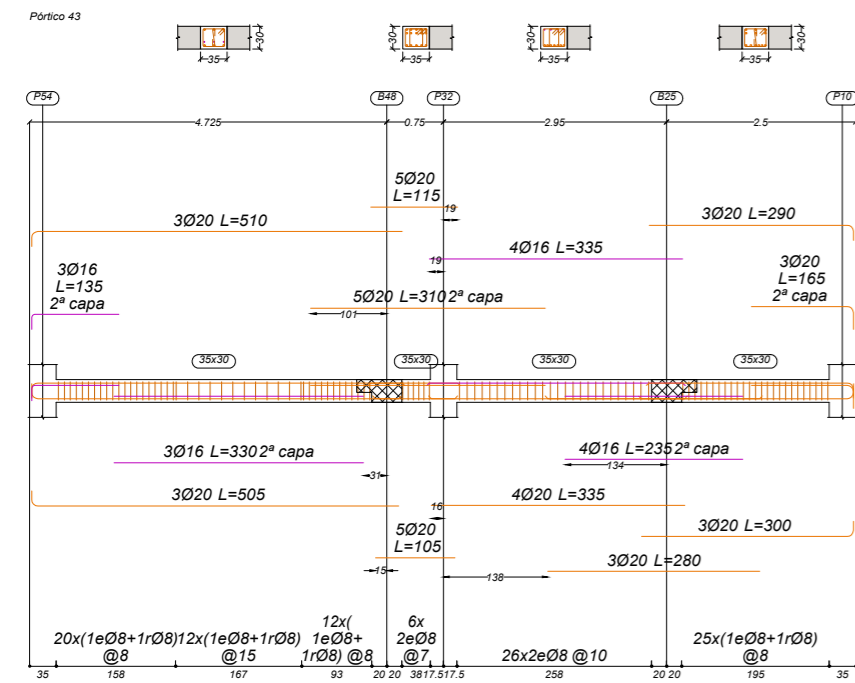 Pórtico 43
30 30 30 30
35 35 35 35
P54 B48 P32 B25 P10
4.725 0.75 2.95 2.5
5Ø20
L=115
19
3Ø20 L=510
3Ø20 L=290
4Ø16 L=335
19
3Ø16
L=135
2ª capa
3Ø20
L=165
2ª capa
5Ø20 L=310 2ª capa
101
35x30 35x30 35x30 35x30
3Ø16 L=330 2ª capa
4Ø16 L=235 2ª capa
31
134
3Ø20 L=505
4Ø20 L=335
16
3Ø20 L=300
5Ø20
L=105
15
3Ø20 L=280
138
20x(1eØ8+1rØ8)
@8
12x(1eØ8+1rØ8)
@15
12x(
1eØ8+
1rØ8) @8
6x
2eØ8
@7
26x2eØ8 @10
25x(1eØ8+1rØ8)
@8
35 158 167 93 20 20 38 17.5 17.5 258 20 20 195 35